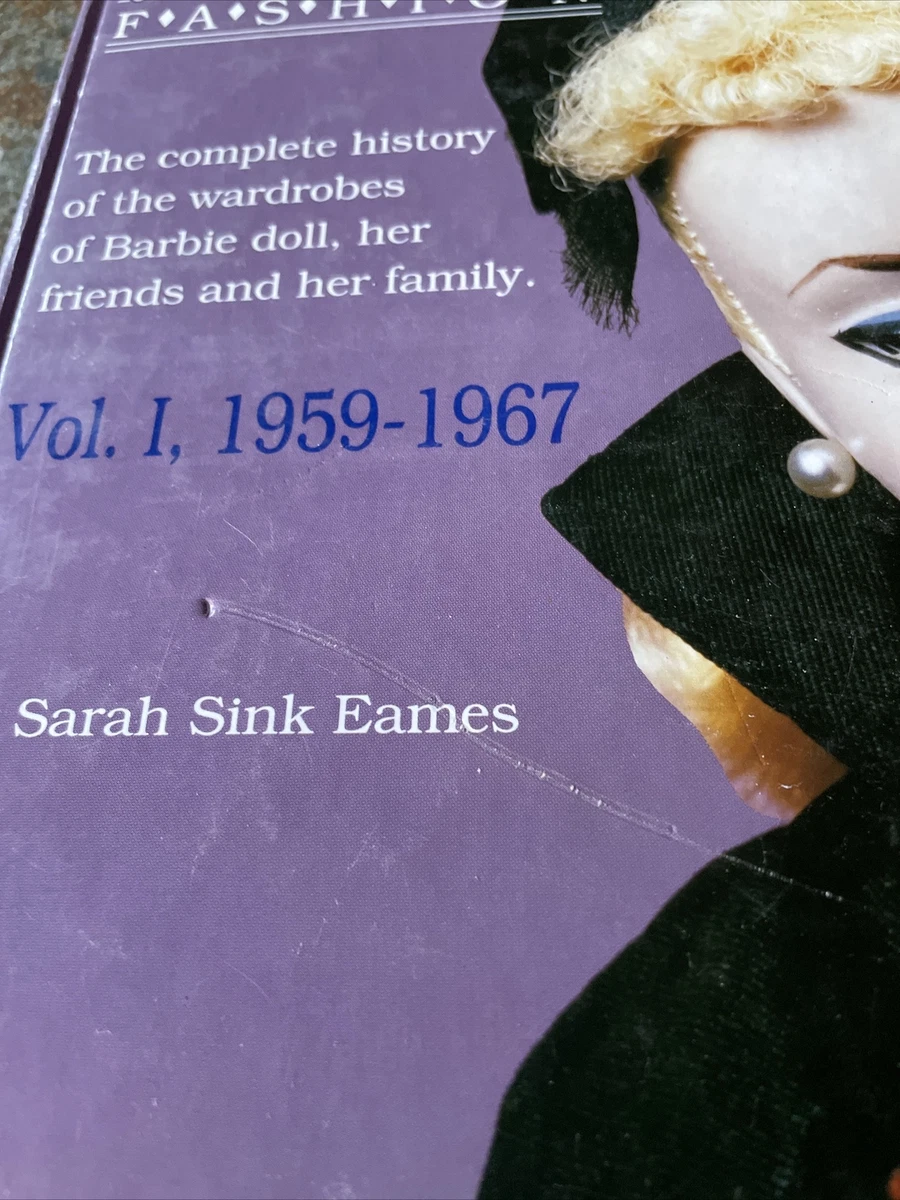 F♦A♦S♦H♦I♦O♦N
The complete history
of the wardrobes
of Barbie doll, her
friends and her family.
Vol. I, 1959-1967
Sarah Sink Eames